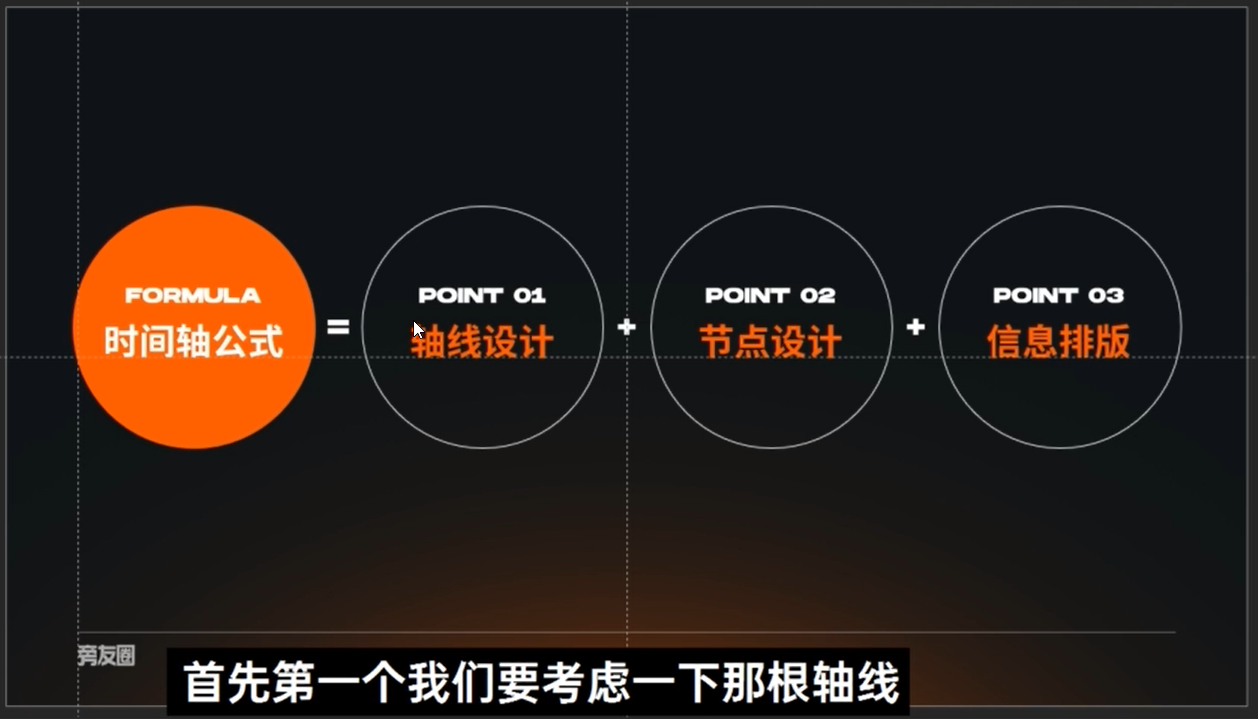 FORMULA
时间轴公式
=
POINT 01
轴线设计
+
POINT 02
节点设计
+
POINT 03
信息排版
旁友圈
首先第一个我们要考虑一下那根轴线